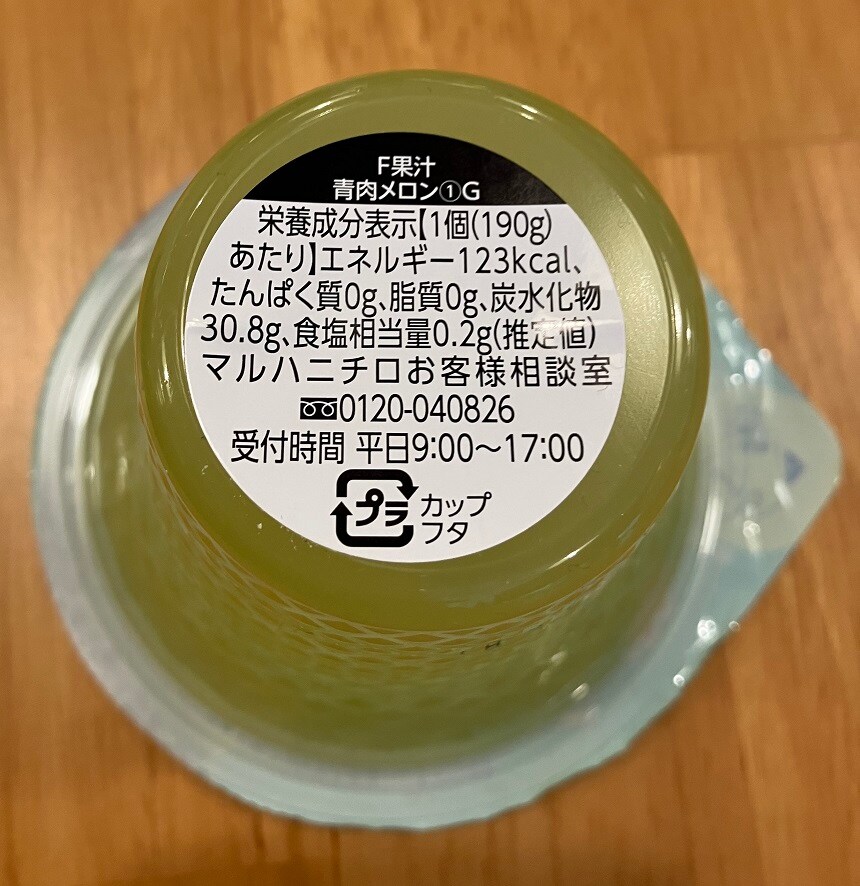 F果汁
青肉メロン①G
栄養成分表示【1個(190g)
あたり】エネルギー123kcal、
たんぱく質0g、脂質0g、炭水化物
30.8g、食塩相当量0.2g(推定値)
マルハニチロお客様相談室
0120-040826
受付時間 平日9:00～17:00
プラ カップ
フタ